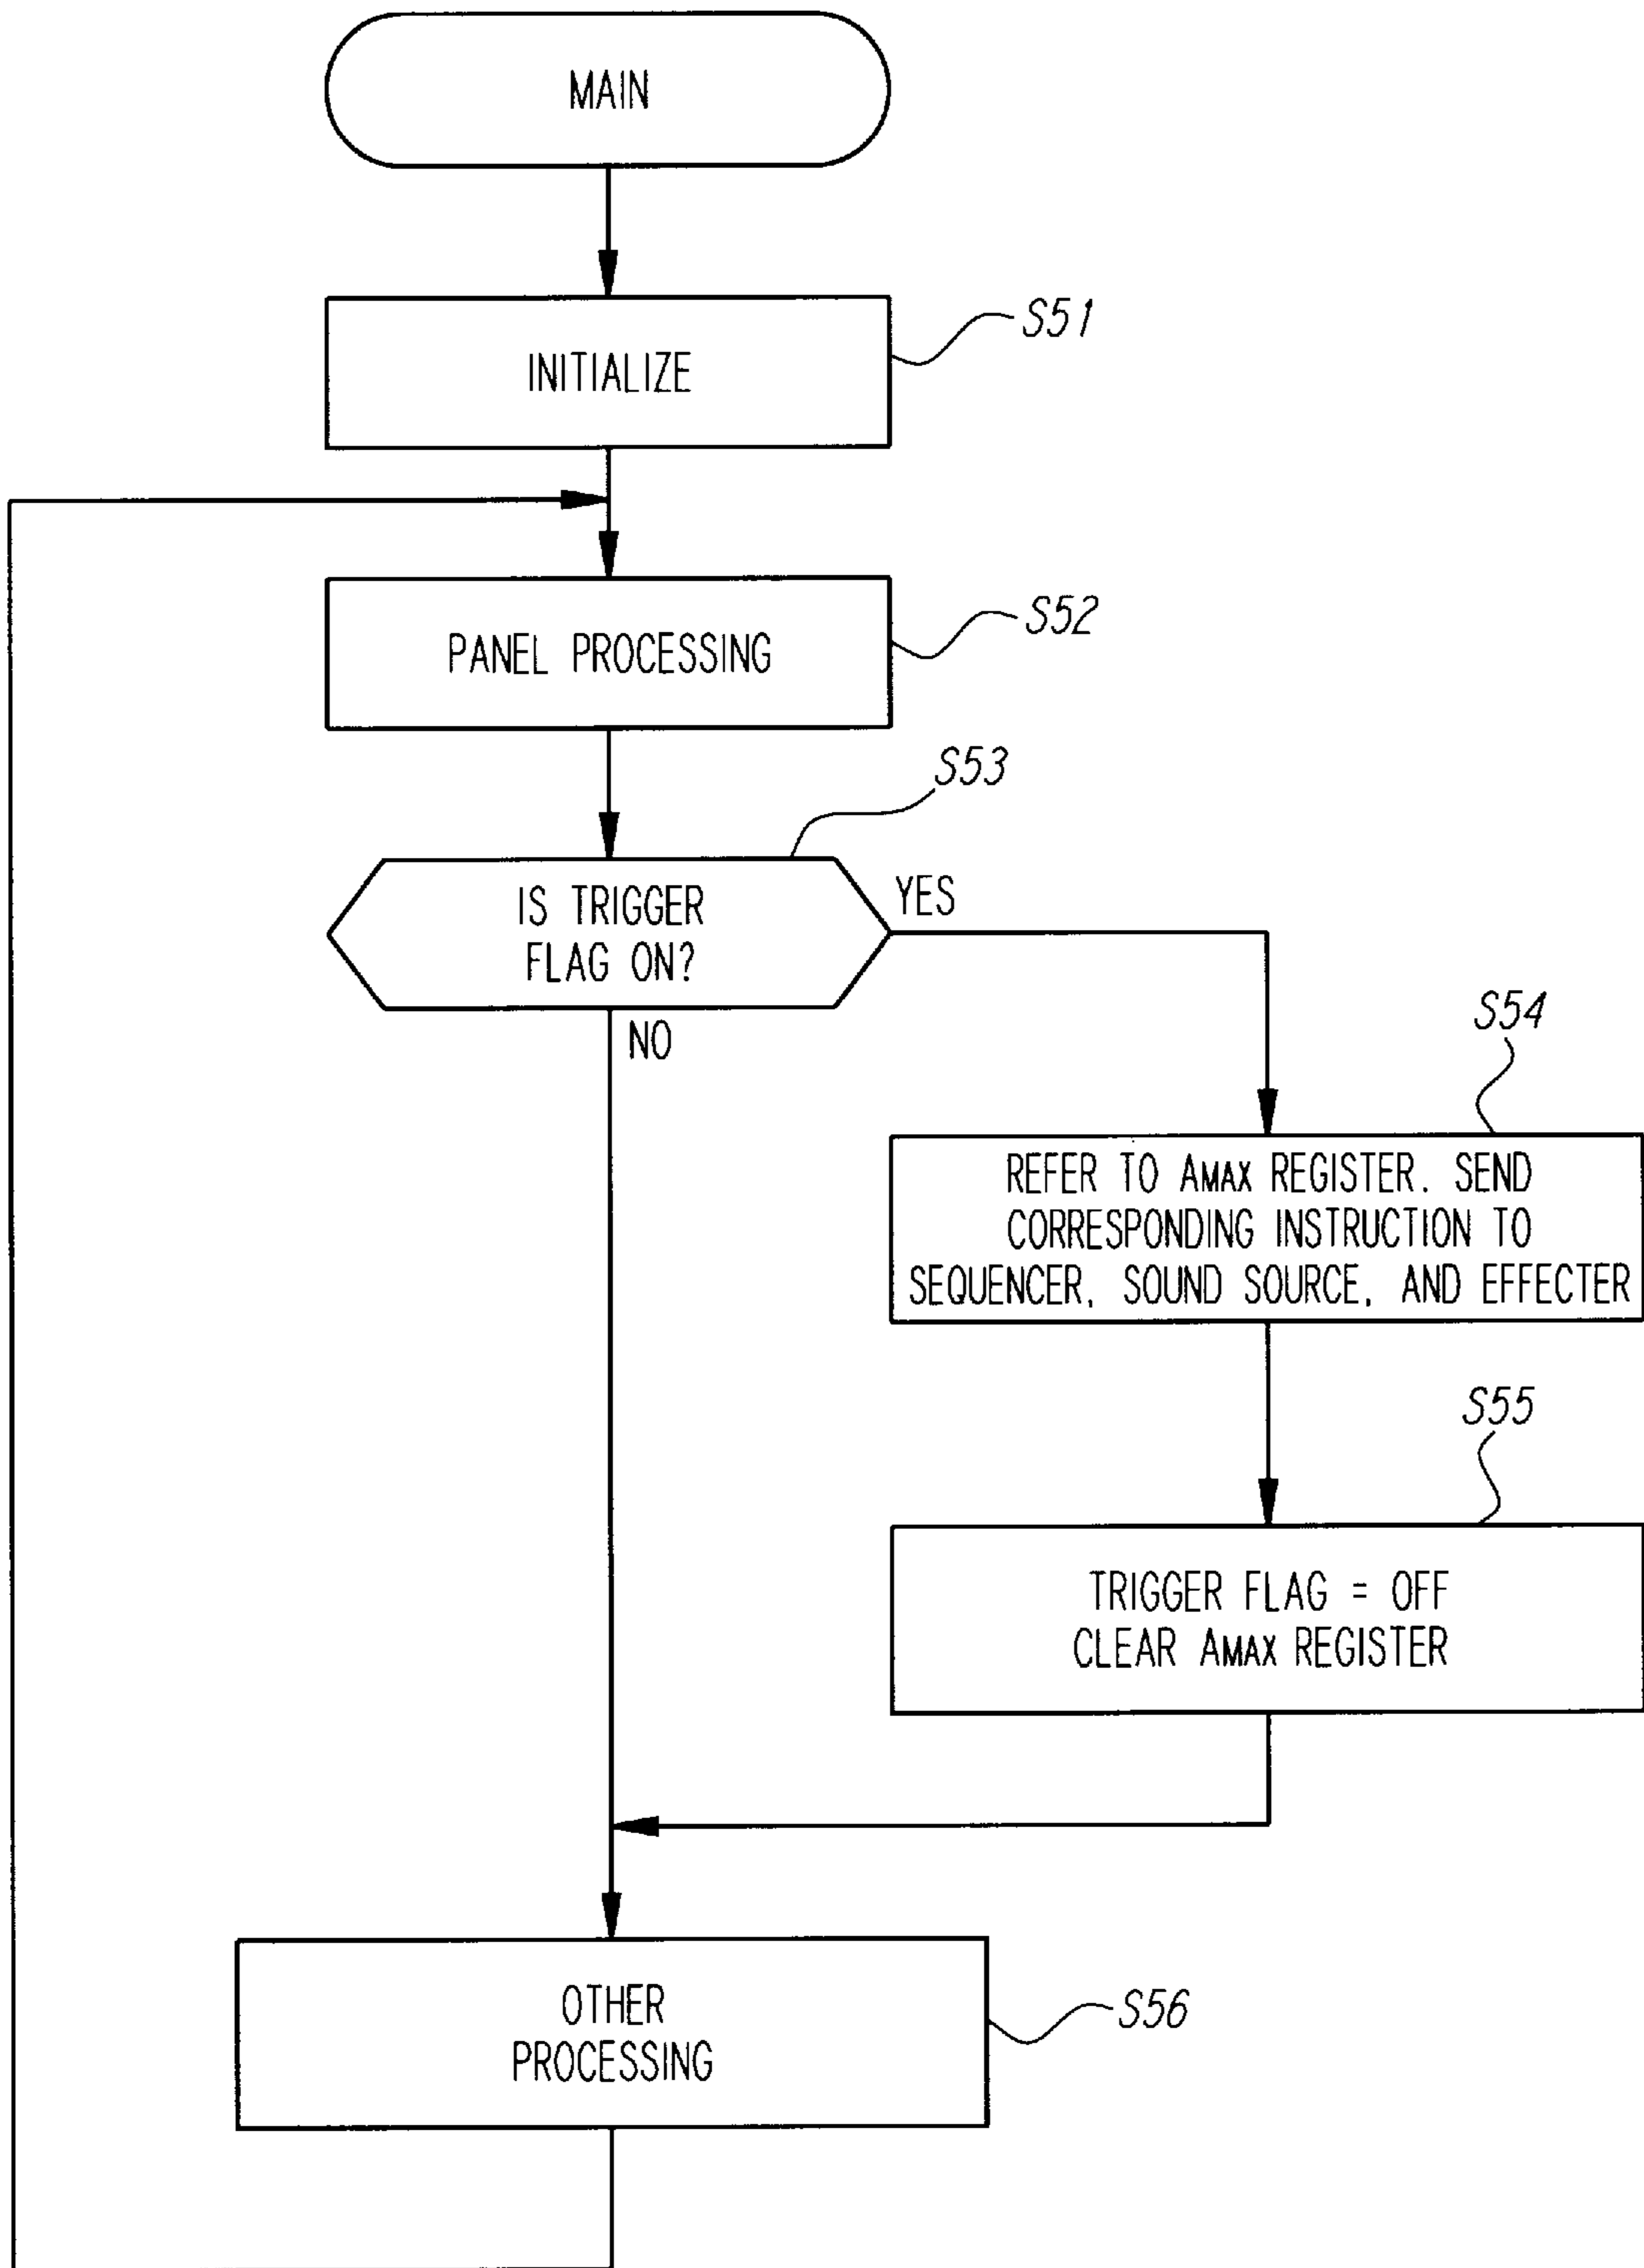 MAIN
INITIALIZE
S51
PANEL PROCESSING
S52
S53
IS TRIGGER
FLAG ON?
YES
NO
S54
REFER TO AMAX REGISTER. SEND
CORRESPONDING INSTRUCTION TO
SEQUENCER, SOUND SOURCE, AND EFFECTER
S55
TRIGGER FLAG = OFF
CLEAR AMAX REGISTER
OTHER
PROCESSING
S56